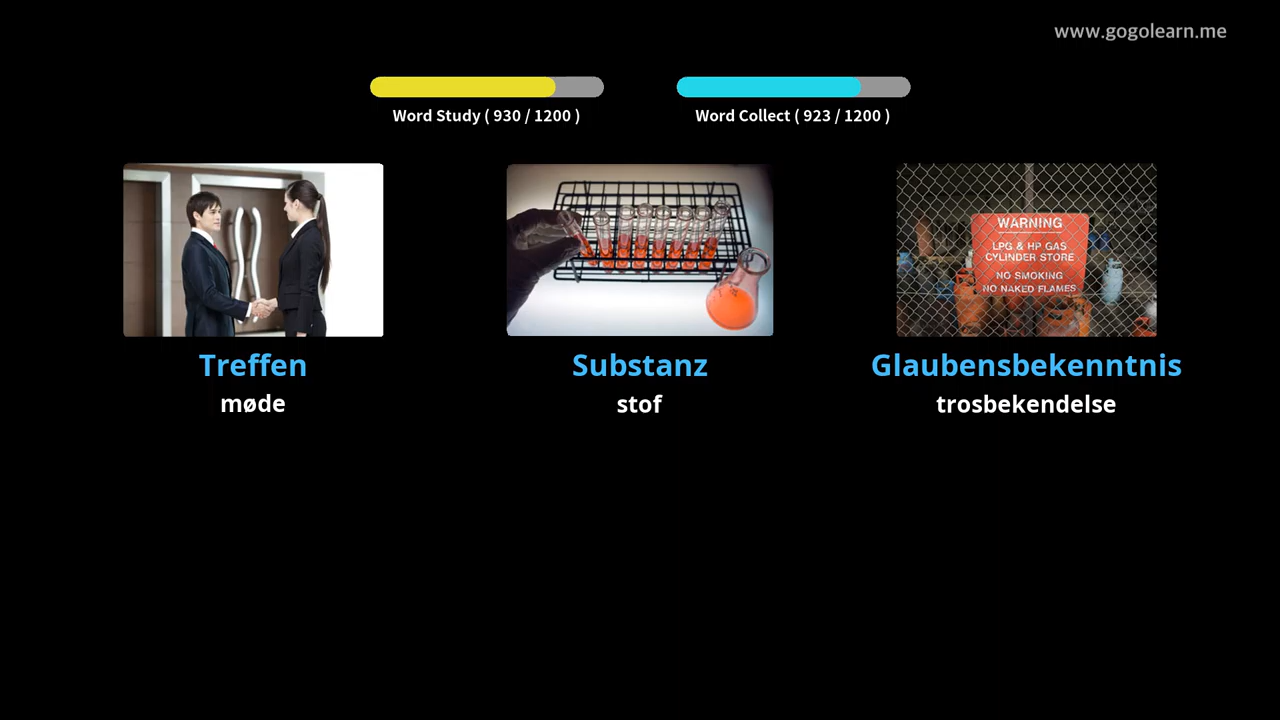 www.gogolearn.me
Word Study ( 930 / 1200 )
Word Collect ( 923 / 1200 )
WARNING
LPG & HP GAS
CYLINDER STORE
NO SMOKING
NO NAKED FLAMES
Treffen
Substanz
Glaubensbekenntnis
møde
stof
trosbekendelse